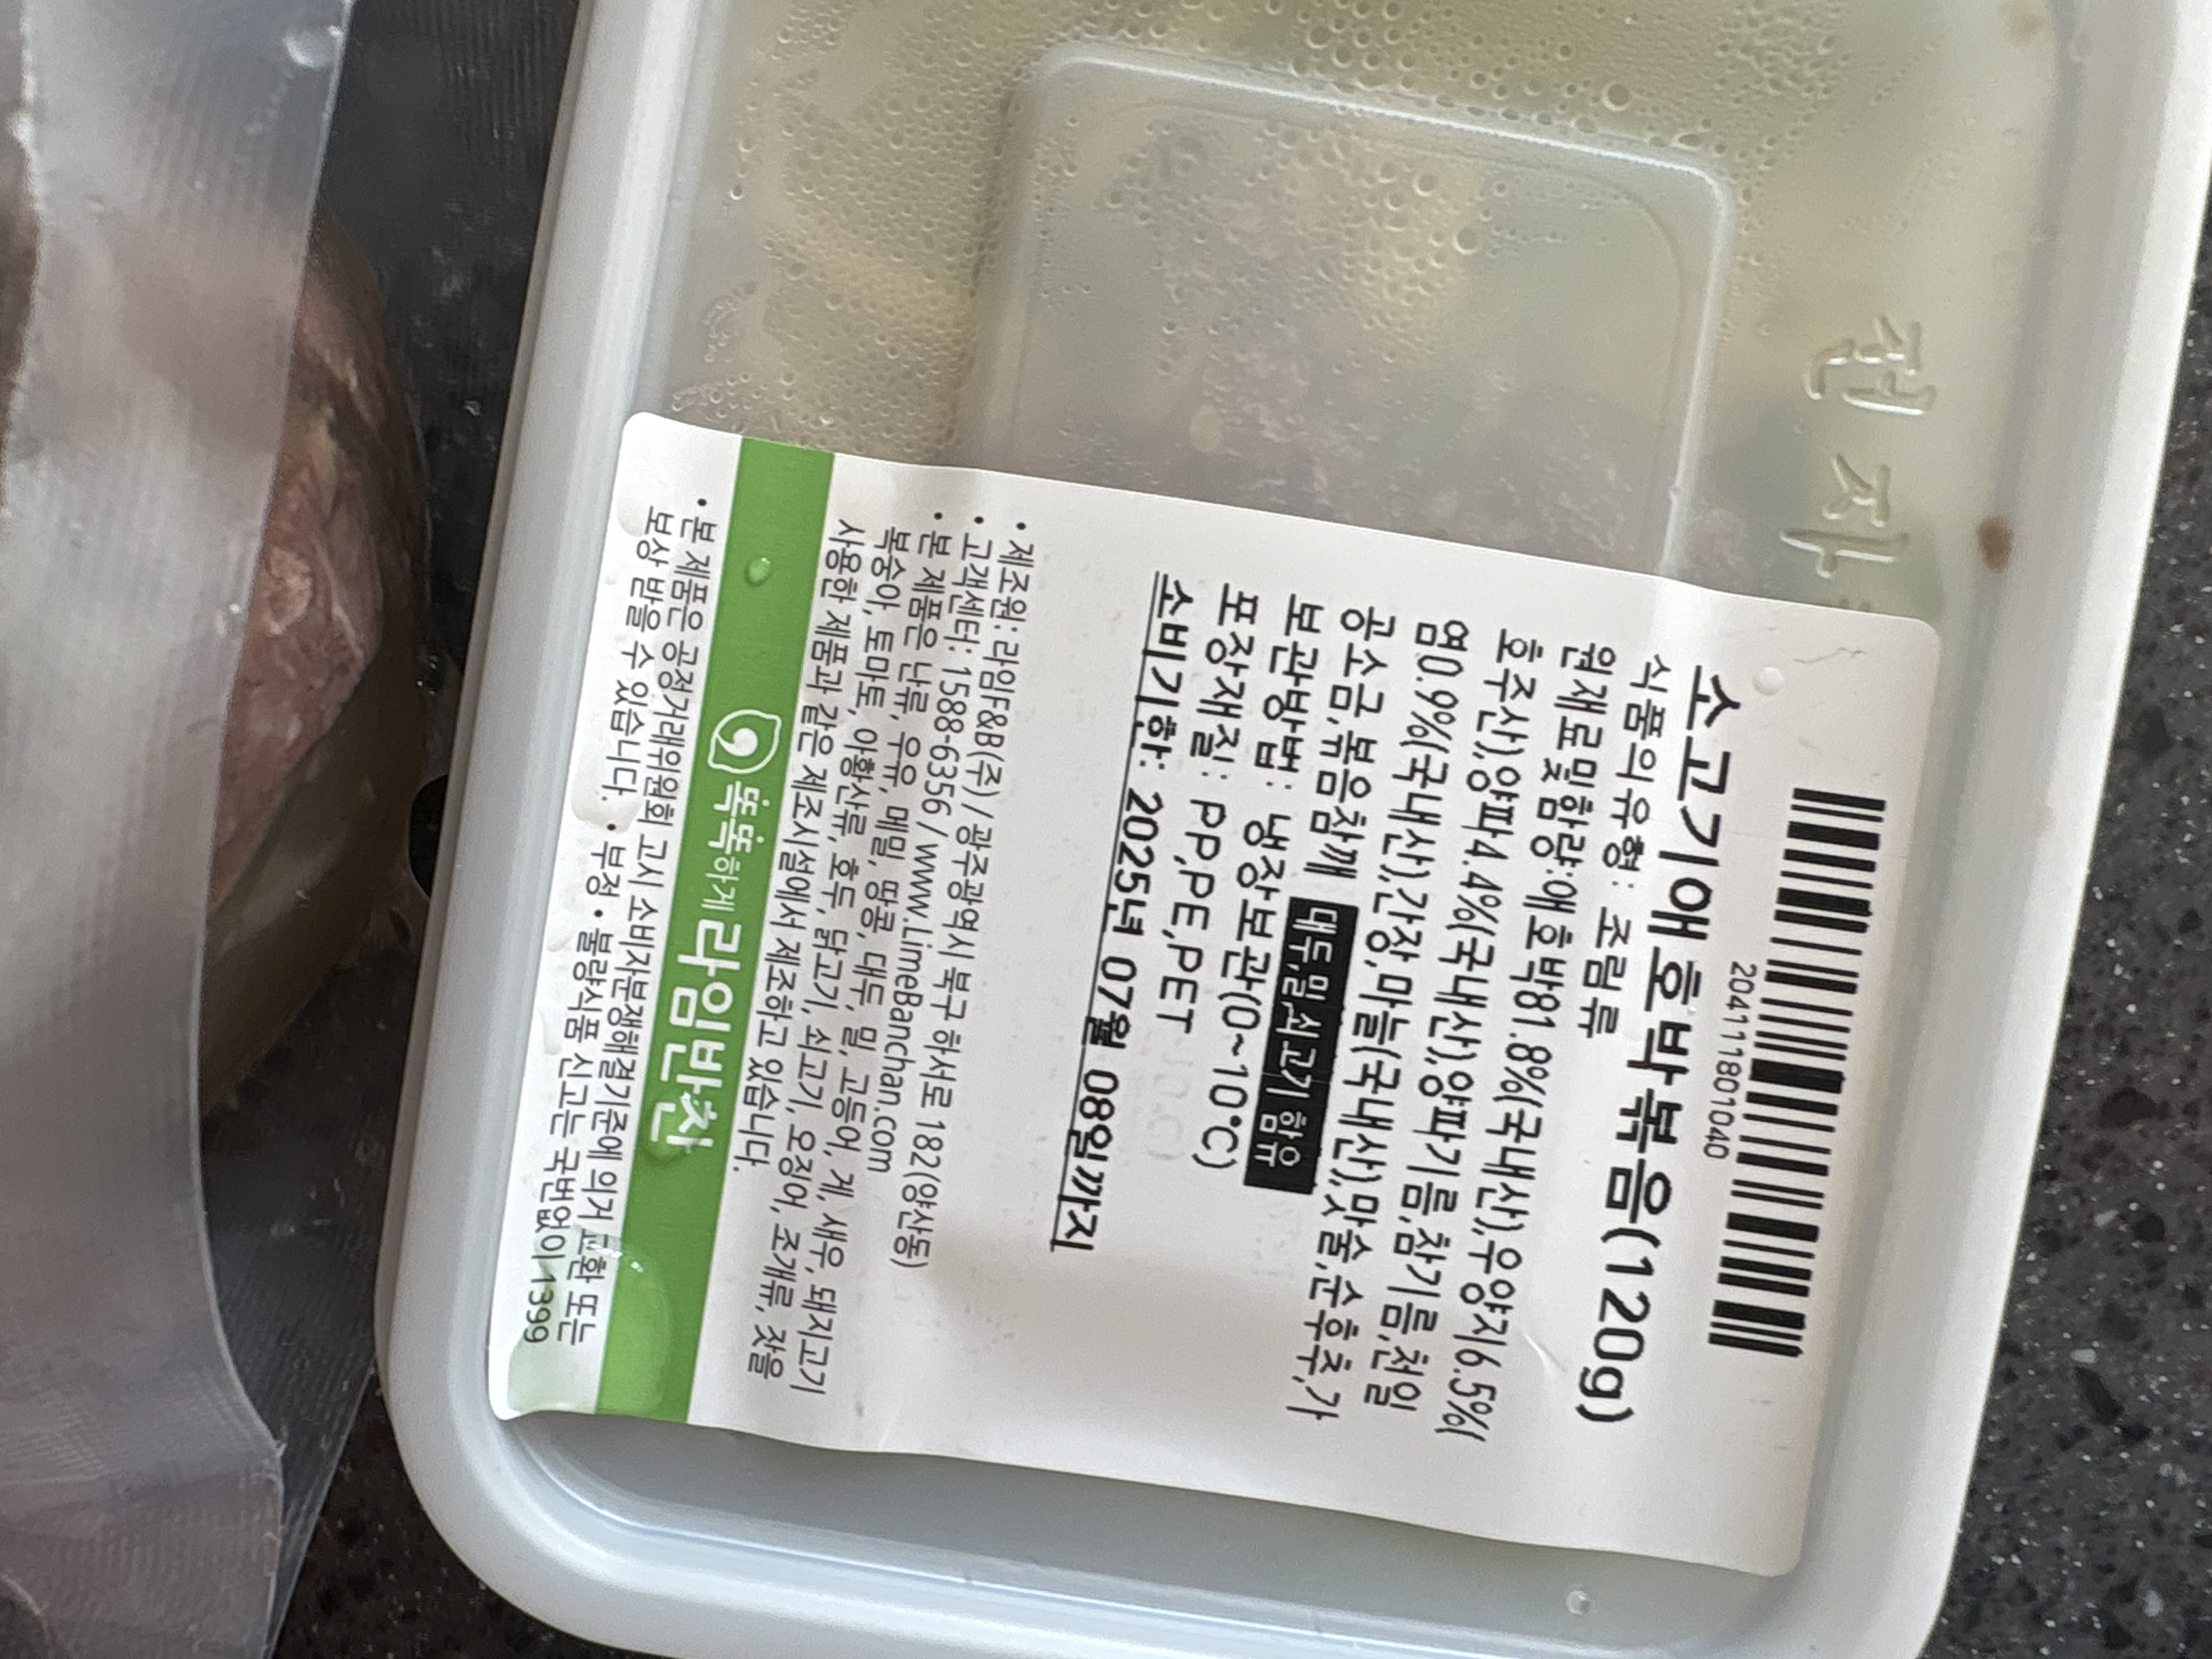 204111801040
소고기애호박볶음(120g)
식품의유형: 조림류
원재료및함량:애호박81.8%(국내산),우양지6.5%(
호주산),양파4.4%(국내산),양파기름,참기름,천일
염0.9%(국내산),간장,마늘(국내산),맛술,순후추,가
공소금,볶음참깨 대두,밀,쇠고기 함유
보관방법: 냉장보관(0~10°C)
포장재질: PP,PE,PET
소비기한: 2025년 07월 08일까지
• 제조원: 라임F&B(주) / 광주광역시 북구 하서로 182(양산동)
• 고객센터: 1588-6356 / www.LimeBanchan.com
• 본 제품은 난류, 우유, 메밀, 땅콩, 대두, 밀, 고등어, 게, 새우, 돼지고기
복숭아, 토마토, 아황산류, 호두, 닭고기, 쇠고기, 오징어, 조개류, 잣을
사용한 제품과 같은 제조시설에서 제조하고 있습니다.
똑똑하게 라임반찬
• 본 제품은 공정거래위원회 고시 소비자분쟁해결기준에 의거 교환 또는
보상 받을 수 있습니다. • 부정 • 불량식품 신고는 국번없이 1399
전자